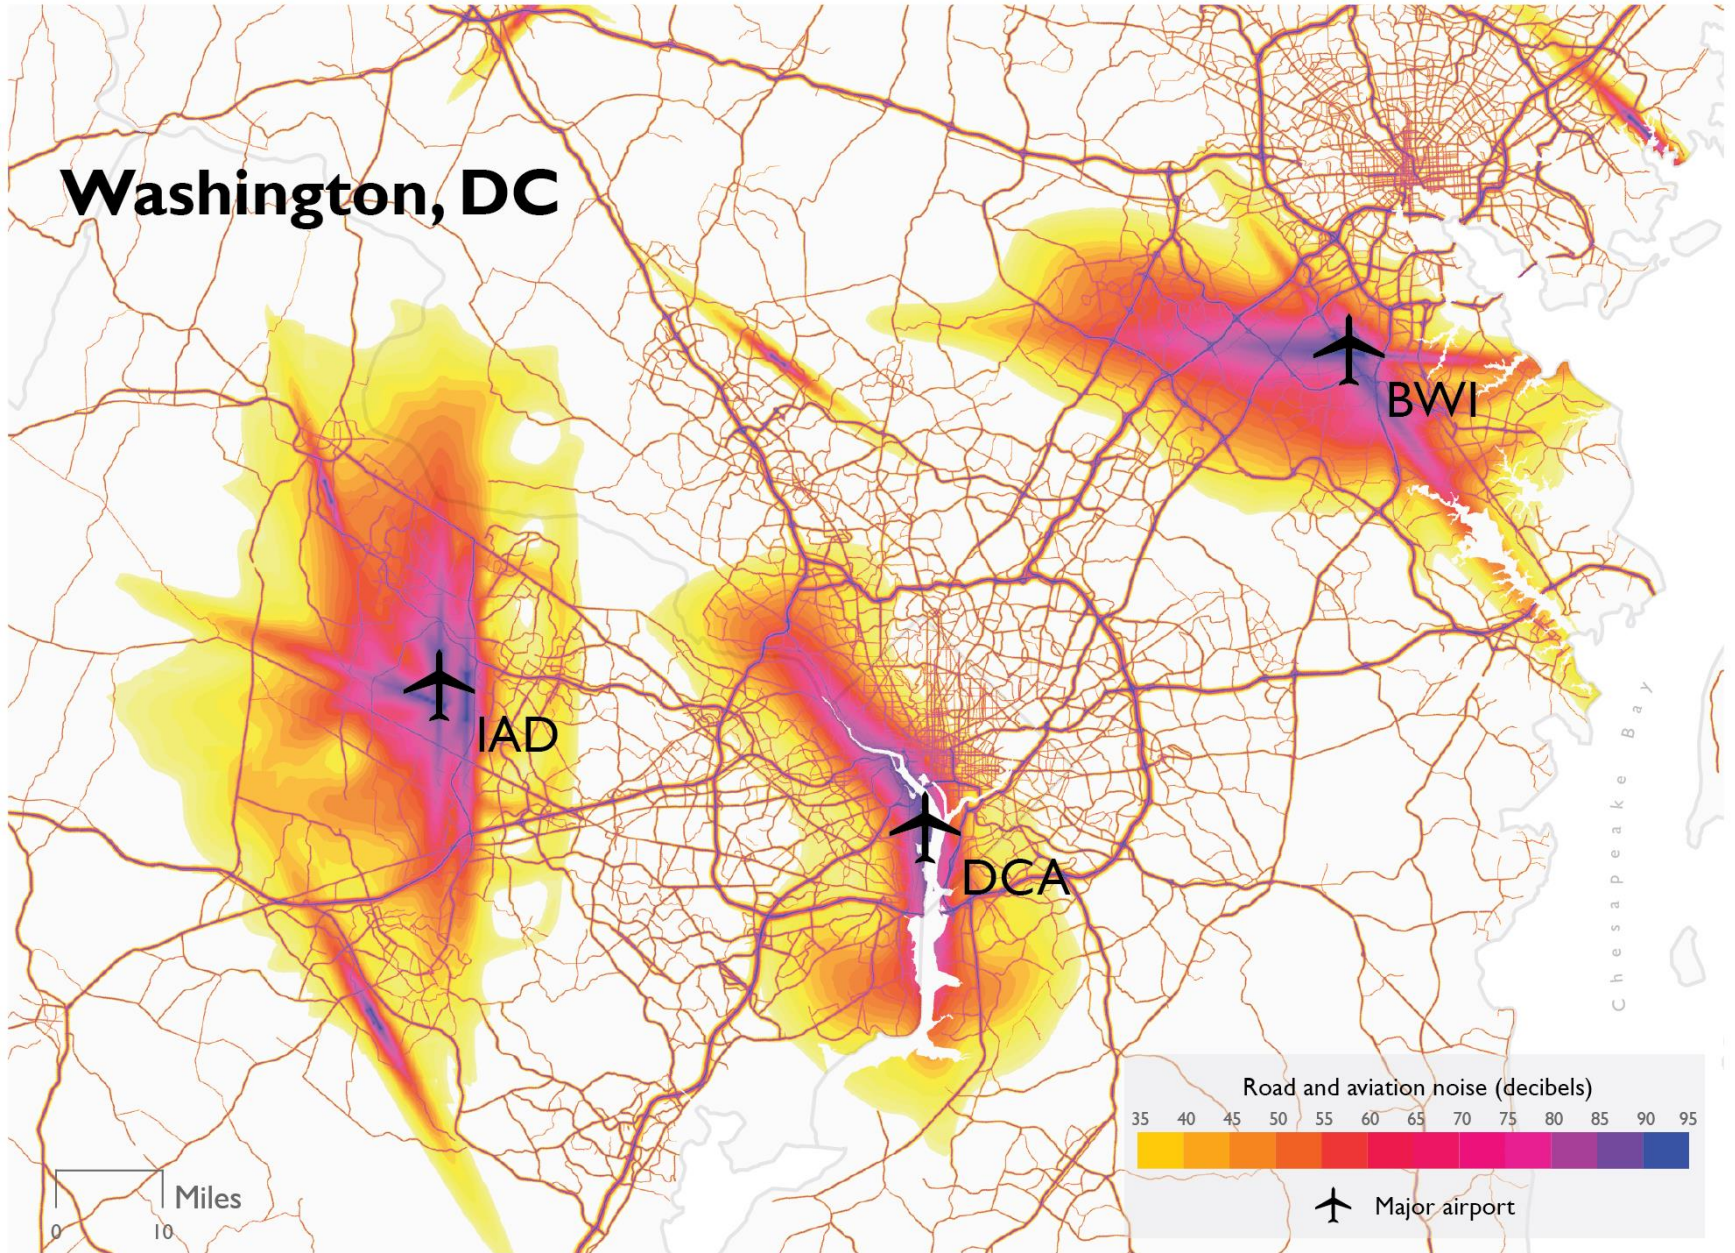 Washington, DC
BWI
IAD
DCA
Chesapeake Bay
Road and aviation noise (decibels)
35 40 45 50 55 60 65 70 75 80 85 90 95
Major airport
Miles
0 10